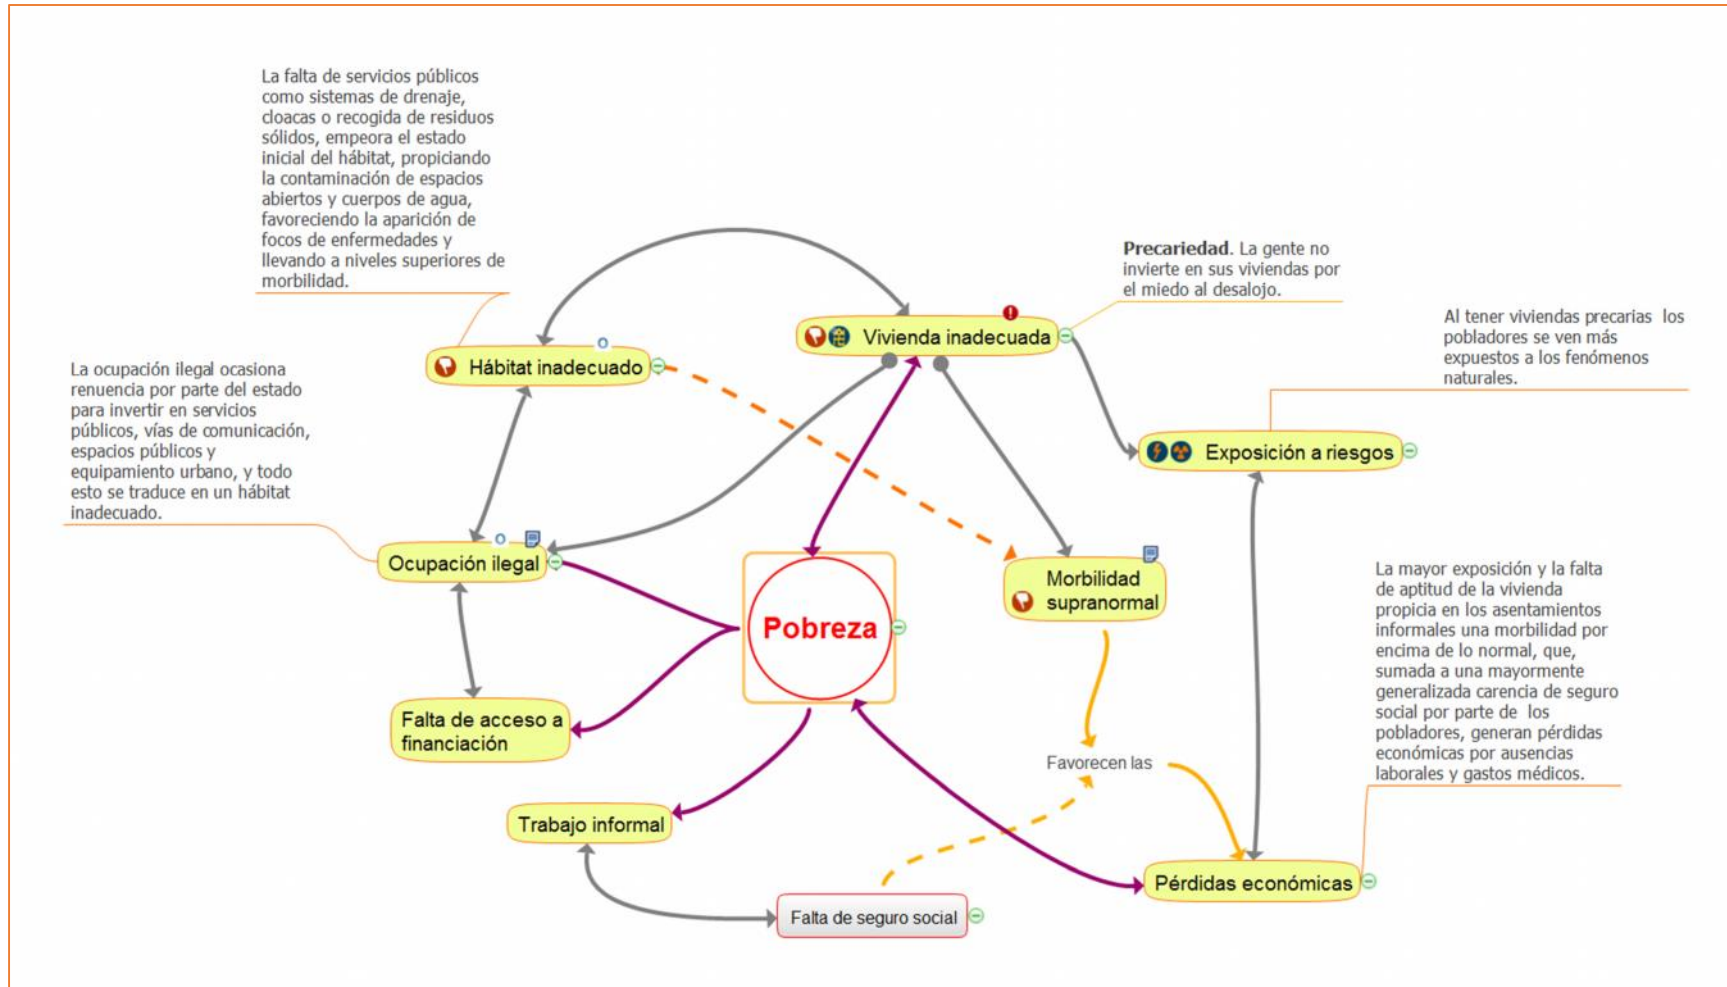 La falta de servicios públicos
como sistemas de drenaje,
cloacas o recogida de residuos
sólidos, empeora el estado
inicial del hábitat, propiciando
la contaminación de espacios
abiertos y cuerpos de agua,
favoreciendo la aparición de
focos de enfermedades y
llevando a niveles superiores de
morbilidad.
Precariedad. La gente no
invierte en sus viviendas por
el miedo al desalojo.
Al tener viviendas precarias los
pobladores se ven más
expuestos a los fenómenos
naturales.
Vivienda inadecuada
Hábitat inadecuado
La ocupación ilegal ocasiona
renuencia por parte del estado
para invertir en servicios
públicos, vías de comunicación,
espacios públicos y
equipamiento urbano, y todo
esto se traduce en un hábitat
inadecuado.
Exposición a riesgos
Ocupación ilegal
Morbilidad
supranormal
La mayor exposición y la falta
de aptitud de la vivienda
propicia en los asentamientos
informales una morbilidad por
encima de lo normal, que,
sumada a una mayormente
generalizada carencia de seguro
social por parte de los
pobladores, generan pérdidas
económicas por ausencias
laborales y gastos médicos.
Pobreza
Falta de acceso a
financiación
Favorecen las
Trabajo informal
Pérdidas económicas
Falta de seguro social